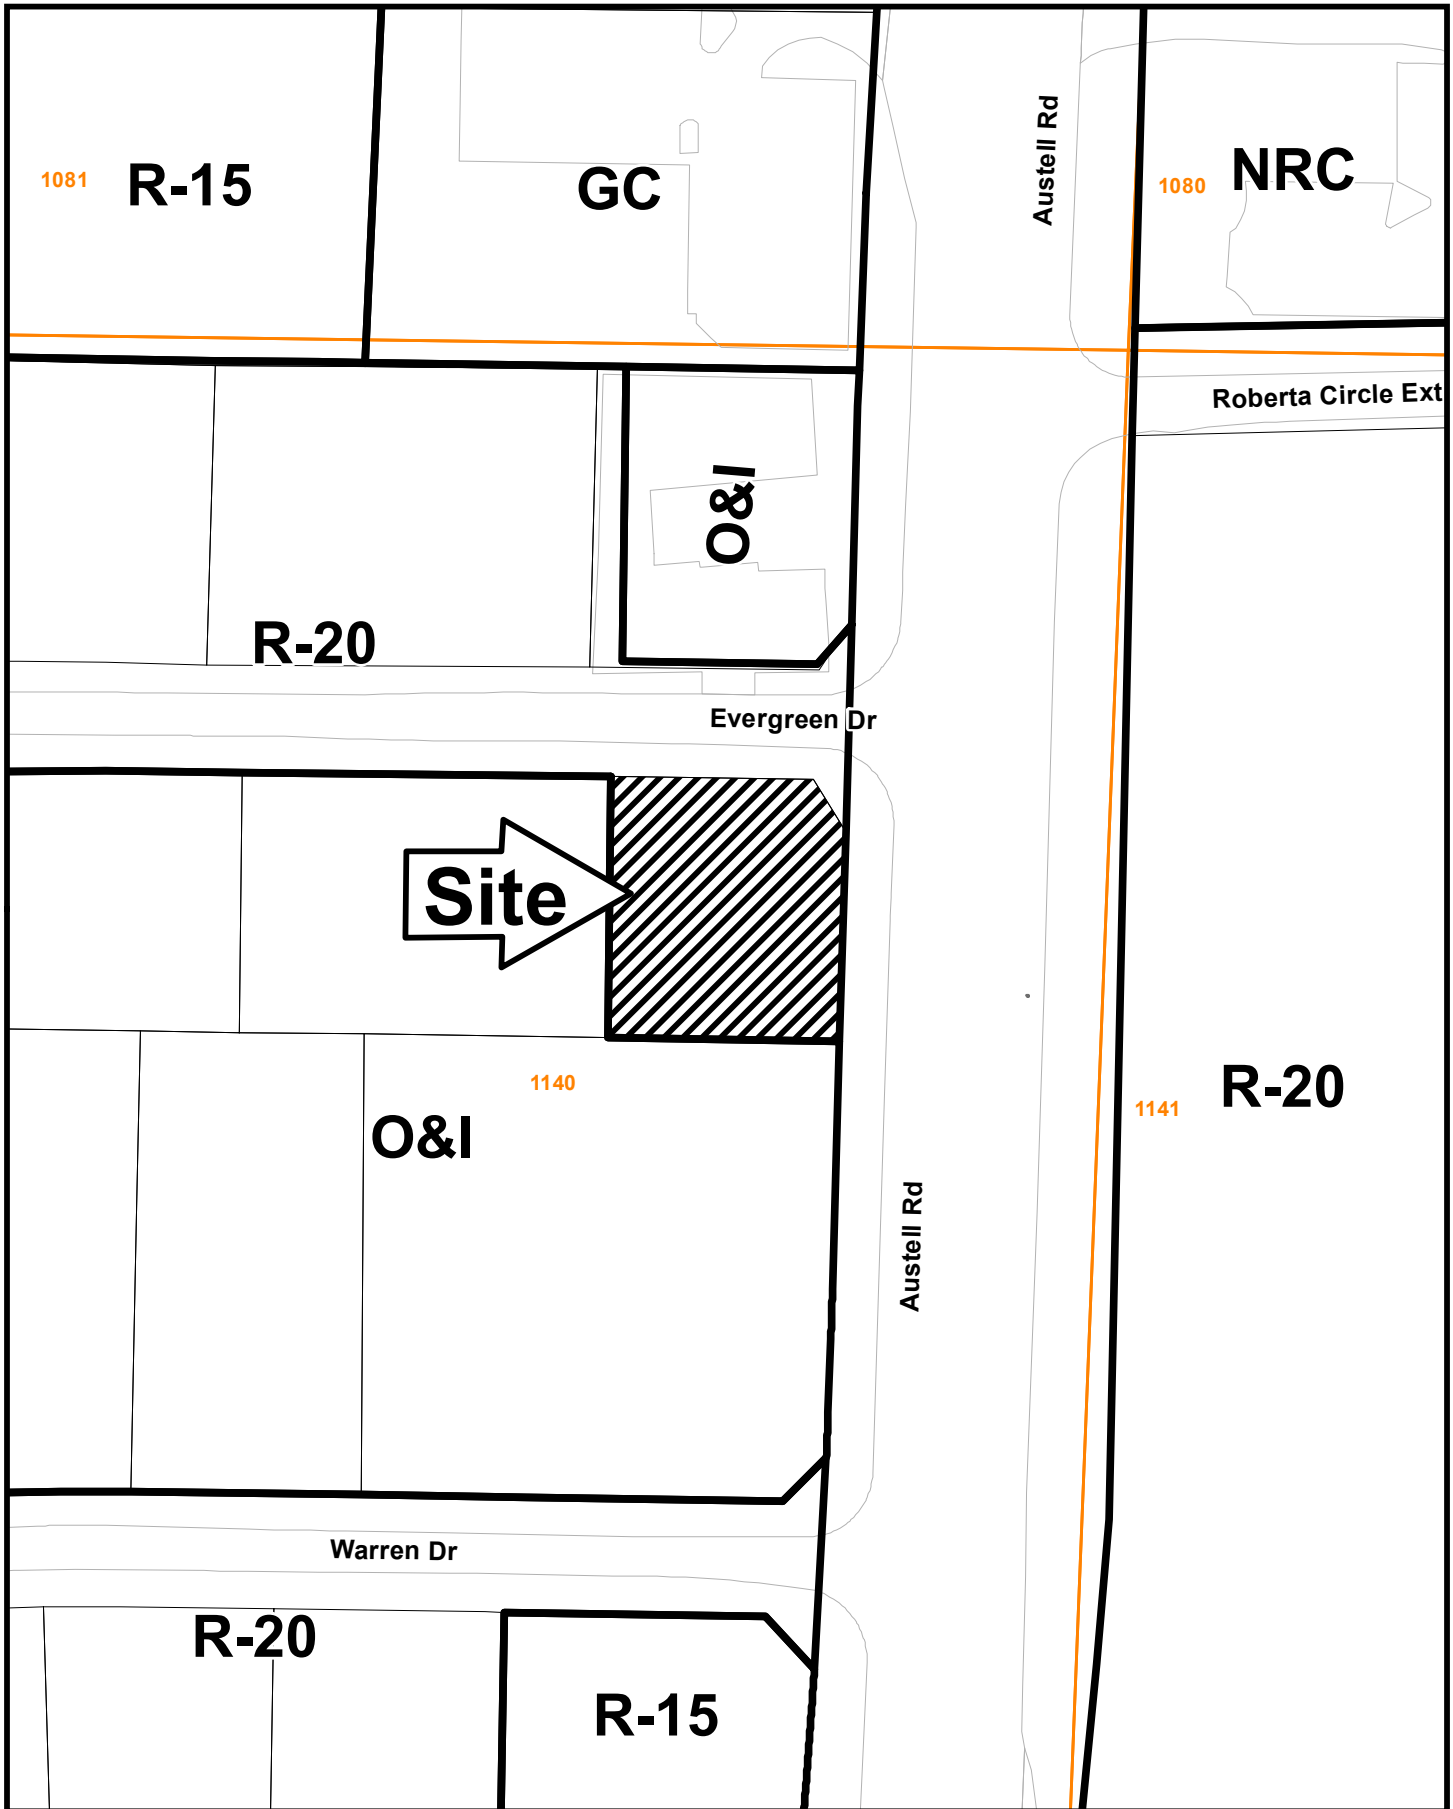 Austell Rd
1081
R-15
GC
1080
NRC
Roberta Circle Ext
O&I
R-20
Evergreen Dr
Site
1140
O&I
1141
R-20
Austell Rd
Warren Dr
R-20
R-15